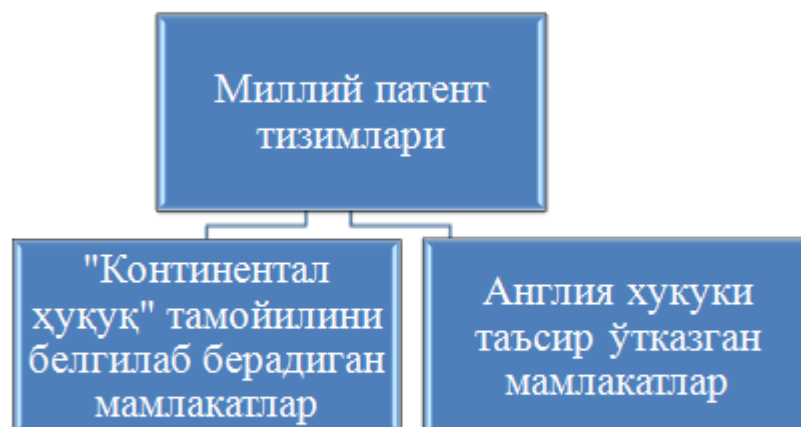 Миллий патент
тизимлари
"Континентал
ҳуқуқ" тамойилини
белгилаб берадиган
мамлакатлар
Англия хукуки
таъсир ўтказган
мамлакатлар